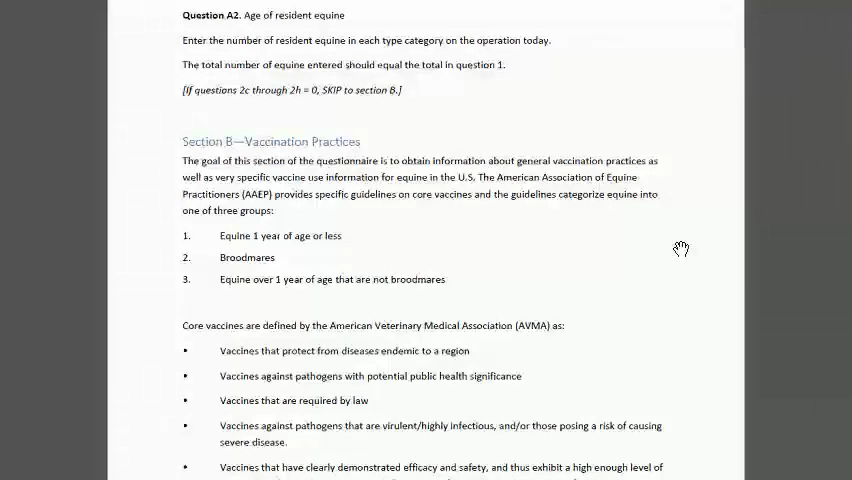 Question A2. Age of resident equine
Enter the number of resident equine in each type category on the operation today.
The total number of equine entered should equal the total in question 1.
[If questions 2c through 2h = 0, SKIP to section B.]
Section B—Vaccination Practices
The goal of this section of the questionnaire is to obtain information about general vaccination practices as
well as very specific vaccine use information for equine in the U.S. The American Association of Equine
Practitioners (AAEP) provides specific guidelines on core vaccines and the guidelines categorize equine into
one of three groups:
1. Equine 1 year of age or less
2. Broodmares
3. Equine over 1 year of age that are not broodmares
Core vaccines are defined by the American Veterinary Medical Association (AVMA) as:
• Vaccines that protect from diseases endemic to a region
• Vaccines against pathogens with potential public health significance
• Vaccines that are required by law
• Vaccines against pathogens that are virulent/highly infectious, and/or those posing a risk of causing
severe disease.
• Vaccines that have clearly demonstrated efficacy and safety, and thus exhibit a high enough level of